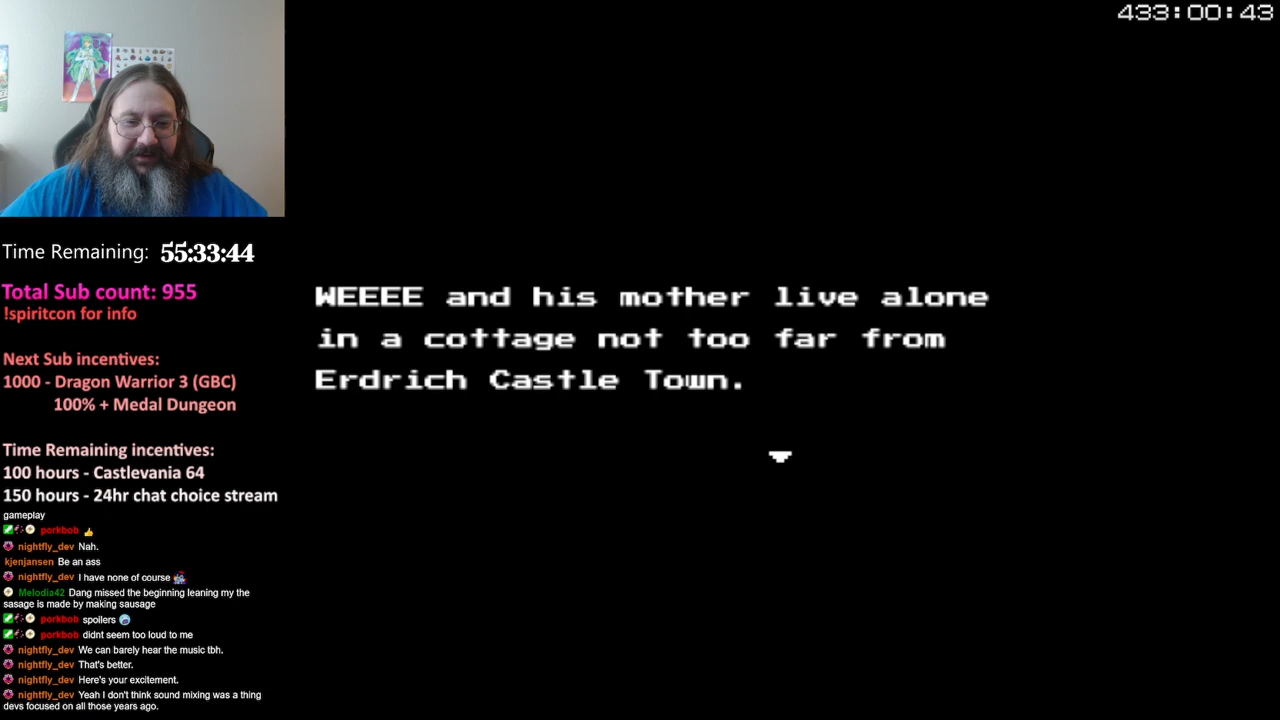 433:00:43
Time Remaining: 55:33:44
Total Sub count: 955
!spiritcon for info
Next Sub incentives:
1000 - Dragon Warrior 3 (GBC)
100% + Medal Dungeon
Time Remaining incentives:
100 hours - Castlevania 64
150 hours - 24hr chat choice stream
gameplay
porkbob
nightfly_dev Nah.
kjenjansen Be an ass
nightfly_dev I have none of course
Melodia42 Dang missed the beginning leaning my the
sasage is made by making sausage
porkbob spoilers
porkbob didnt seem too loud to me
nightfly_dev We can barely hear the music tbh.
nightfly_dev That's better.
nightfly_dev Here's your excitement.
nightfly_dev Yeah I don't think sound mixing was a thing
devs focused on all those years ago.
WEEEE and his mother live alone
in a cottage not too far from
Erdrich Castle Town.